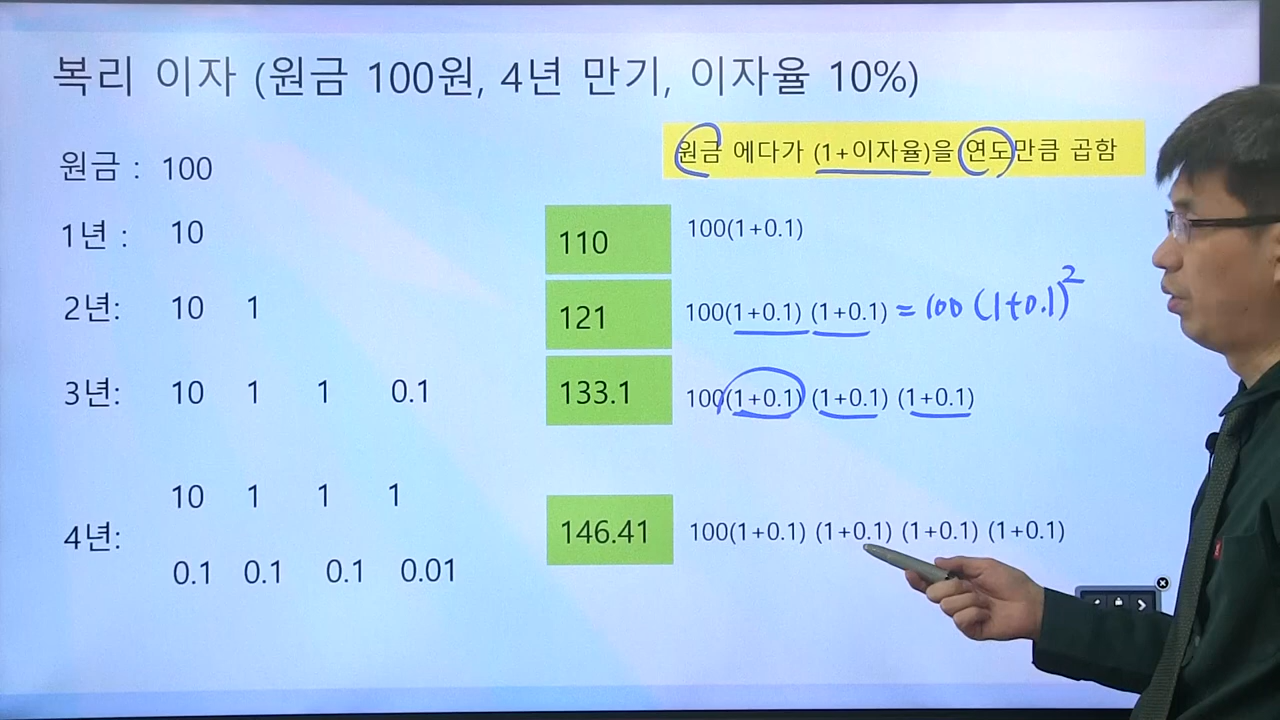 복리 이자 (원금 100원, 4년 만기, 이자율 10%)
원금 에다가 (1+이자율)을 연도만큼 곱함
원금 : 100
1년 : 10 110 100(1+0.1)
2년: 10 1 121 100(1+0.1) (1+0.1) = 100 (1+0.1)²
3년: 10 1 1 0.1 133.1 100(1+0.1) (1+0.1) (1+0.1)
10 1 1 1
4년: 146.41 100(1+0.1) (1+0.1) (1+0.1) (1+0.1)
0.1 0.1 0.1 0.01